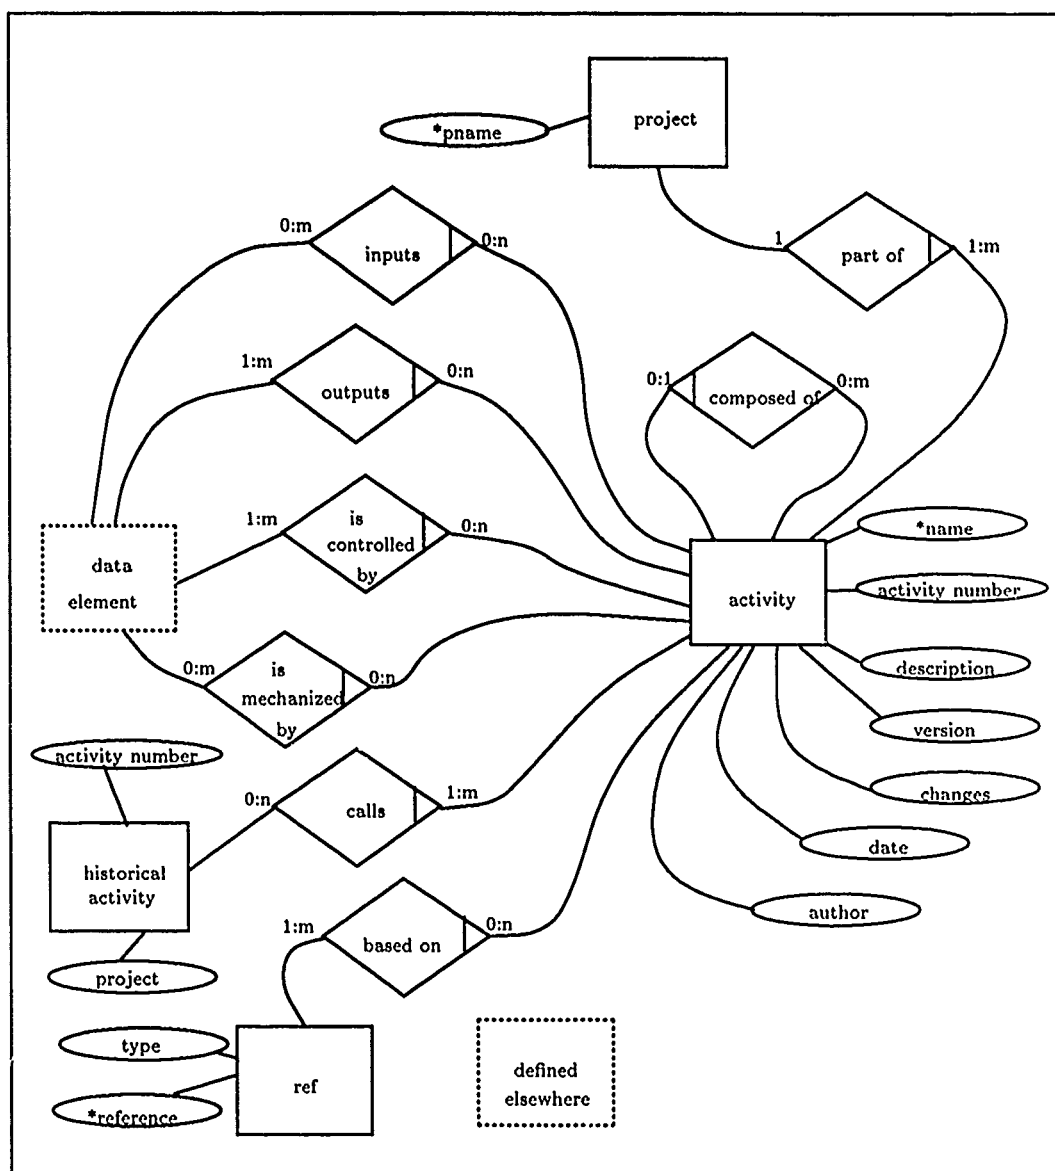 project
*pname
0:m
inputs
0:n
1
part of
1:m
1:m
outputs
0:n
0:1
composed of
0:m
1:m
is
controlled
by
0:n
*name
data
element
activity
activity number
0:m
is
mechanized
by
0:n
description
version
activity number
0:n
calls
1:m
changes
date
historical
activity
author
1:m
based on
0:n
project
type
ref
*reference
defined
elsewhere